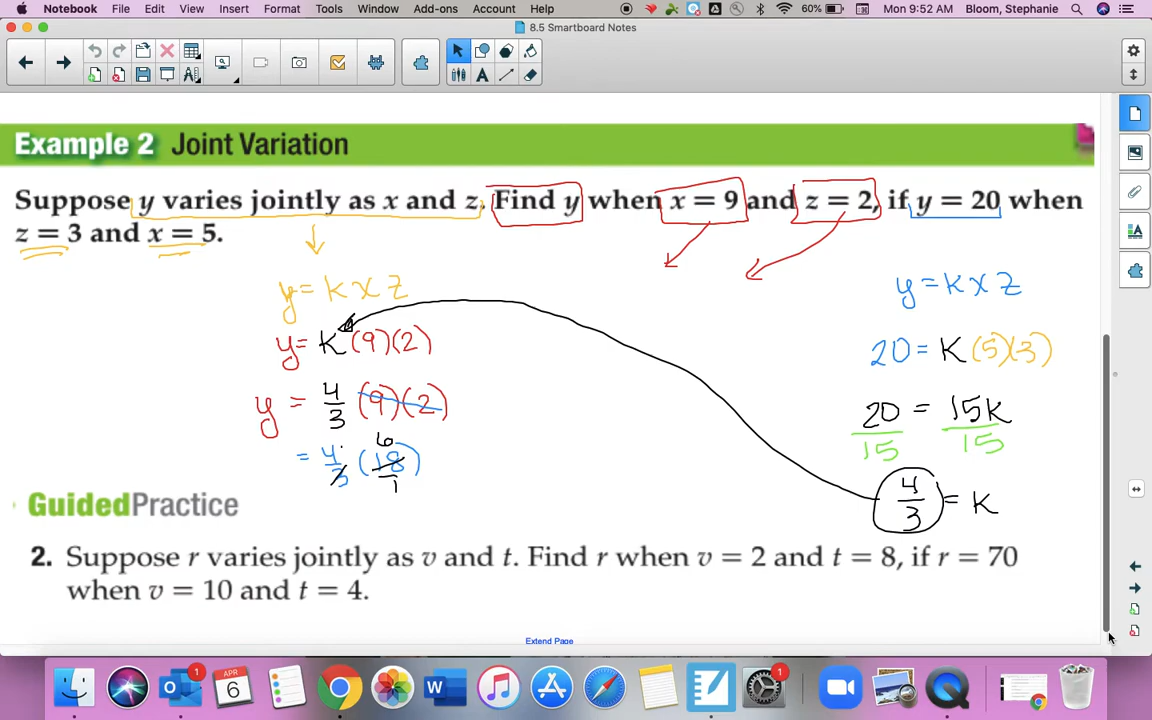 Notebook File Edit View Insert Format Tools Window Add-ons Account Help 60% Mon 9:52 AM Bloom, Stephanie
8.5 Smartboard Notes
Example 2 Joint Variation
Suppose y varies jointly as x and z. Find y when x = 9 and z = 2, if y = 20 when
z = 3 and x = 5.
y = K x z
y = K (9)(2)
y = 4/3 (9)(2)
= 4/3 (18) 6
1
y = K x z
20 = K (5)(3)
20 = 15K
15 15
4/3 = K
GuidedPractice
2. Suppose r varies jointly as v and t. Find r when v = 2 and t = 8, if r = 70
when v = 10 and t = 4.
Extend Page
1
APR
6
W
1